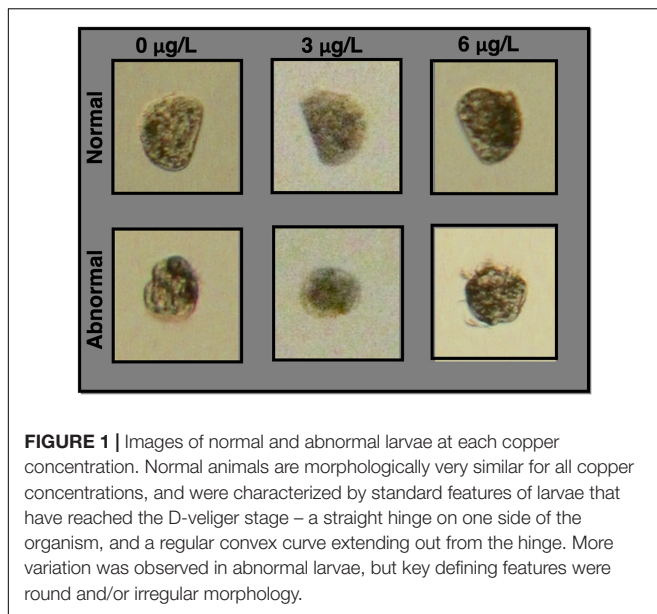 0 µg/L 3 µg/L 6 µg/L
Normal
Abnormal
FIGURE 1 | Images of normal and abnormal larvae at each copper
concentration. Normal animals are morphologically very similar for all copper
concentrations, and were characterized by standard features of larvae that
have reached the D-veliger stage – a straight hinge on one side of the
organism, and a regular convex curve extending out from the hinge. More
variation was observed in abnormal larvae, but key defining features were
round and/or irregular morphology.